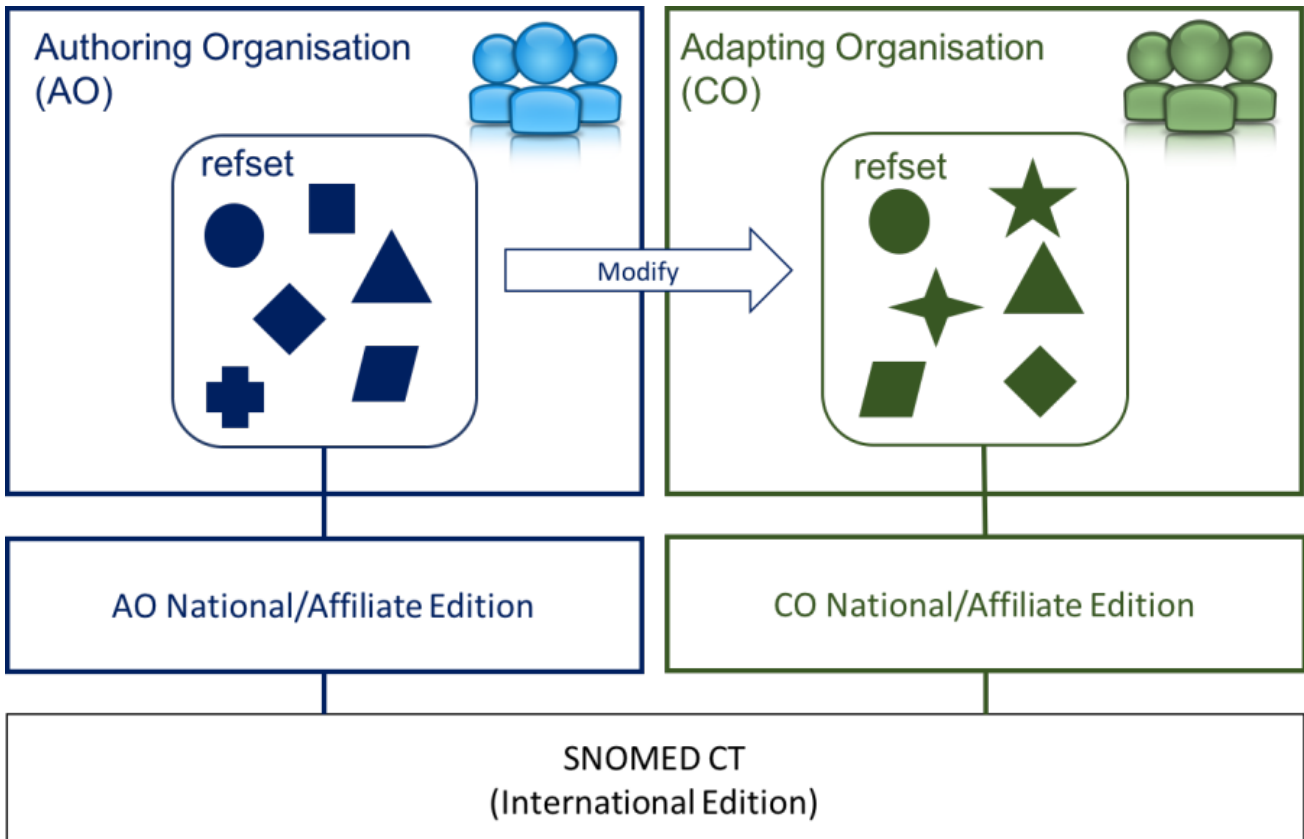 Authoring Organisation
(AO)
refset
Modify
Adapting Organisation
(CO)
refset
AO National/Affiliate Edition
CO National/Affiliate Edition
SNOMED CT
(International Edition)